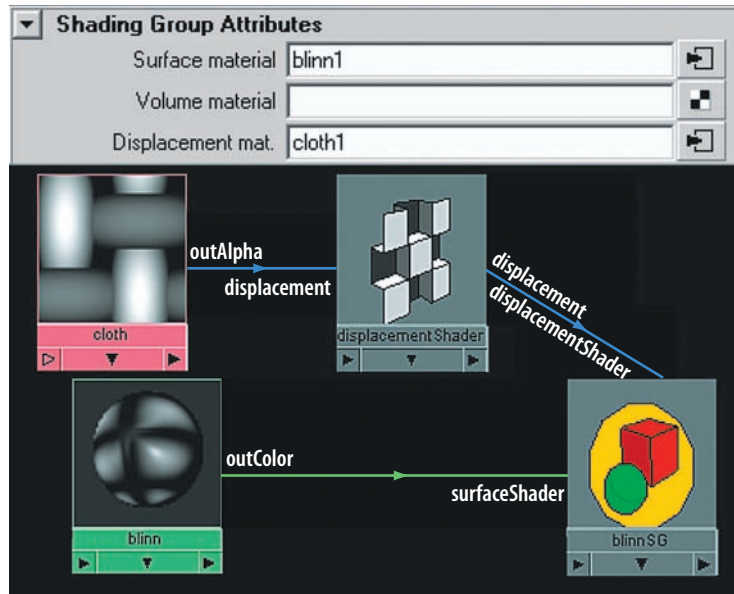 Shading Group Attributes
Surface material blinn1
Volume material
Displacement mat. cloth1
outAlpha
displacement
displacement
displacementShader
cloth
displacementShader
outColor
surfaceShader
blinn
blinnSG